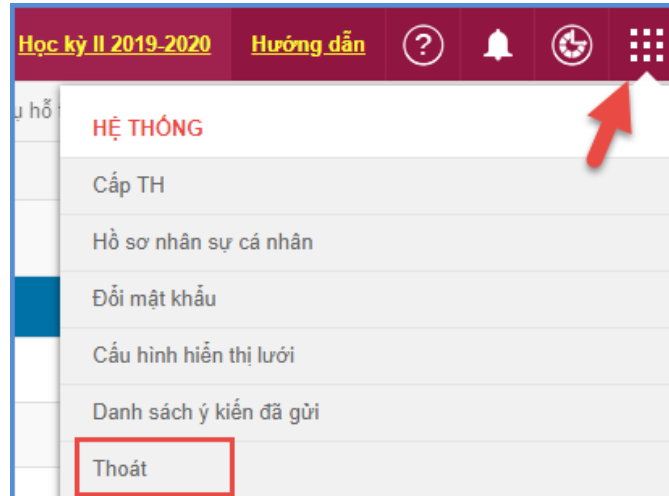 Học kỳ II 2019-2020 Hướng dẫn ?
ụ hỗ
HỆ THỐNG
Cấp TH
Hồ sơ nhân sự cá nhân
Đổi mật khẩu
Cấu hình hiển thị lưới
Danh sách ý kiến đã gửi
Thoát